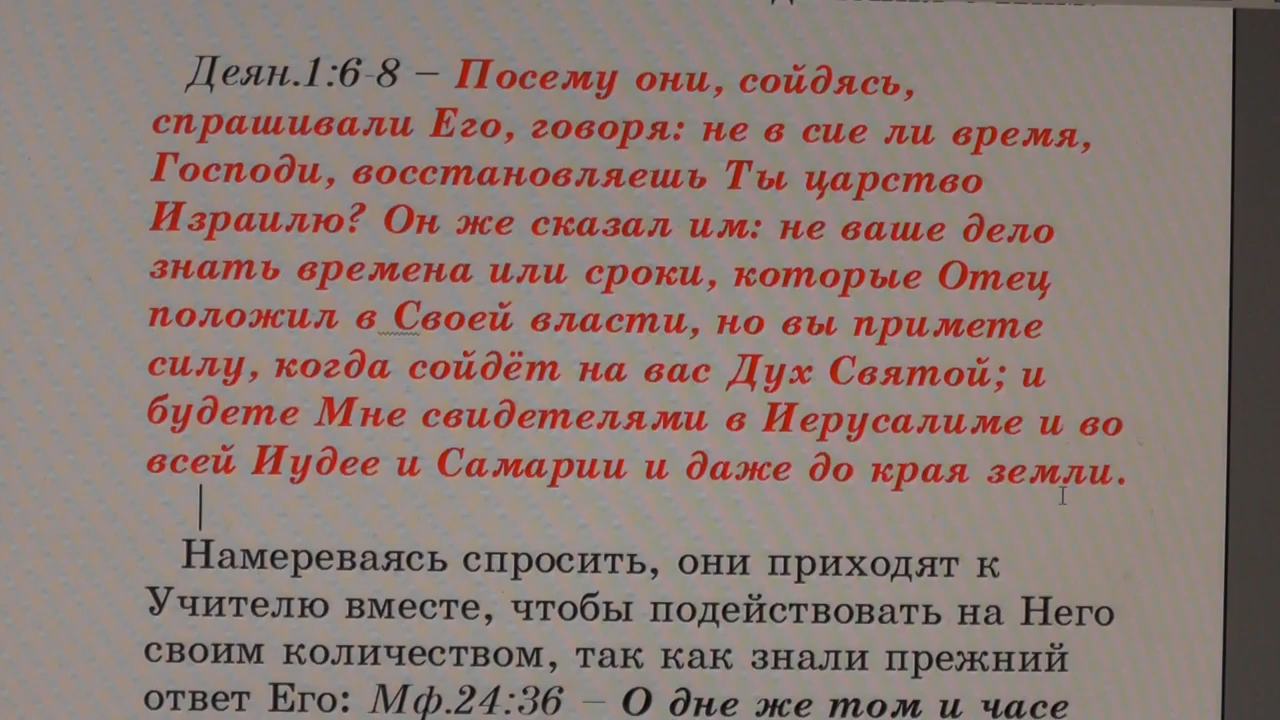 Деян.1:6-8 – Посему они, сойдясь,
спрашивали Его, говоря: не в сие ли время,
Господи, восстановляешь Ты царство
Израилю? Он же сказал им: не ваше дело
знать времена или сроки, которые Отец
положил в Своей власти, но вы примете
силу, когда сойдёт на вас Дух Святой; и
будете Мне свидетелями в Иерусалиме и во
всей Иудее и Самарии и даже до края земли.
Намереваясь спросить, они приходят к
Учителю вместе, чтобы подействовать на Него
своим количеством, так как знали прежний
ответ Его: Мф.24:36 – О дне же том и часе